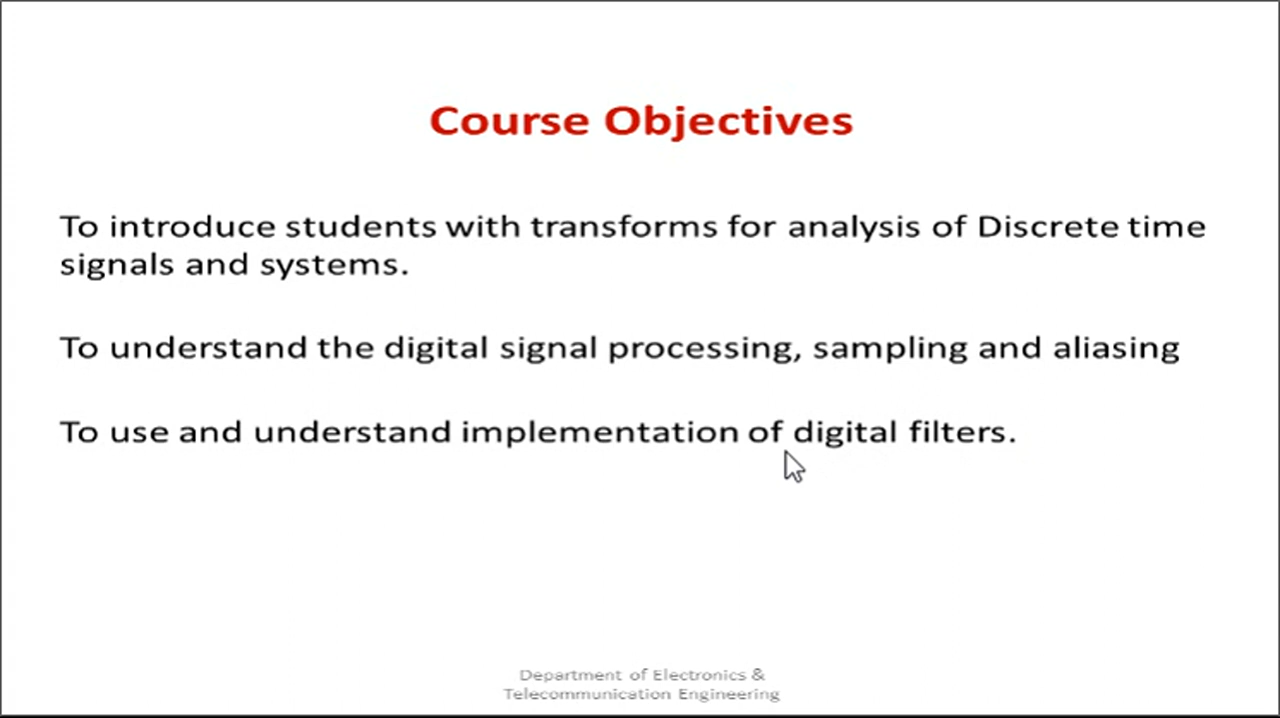 Course Objectives
To introduce students with transforms for analysis of Discrete time
signals and systems.
To understand the digital signal processing, sampling and aliasing
To use and understand implementation of digital filters.
Department of Electronics &
Telecommunication Engineering